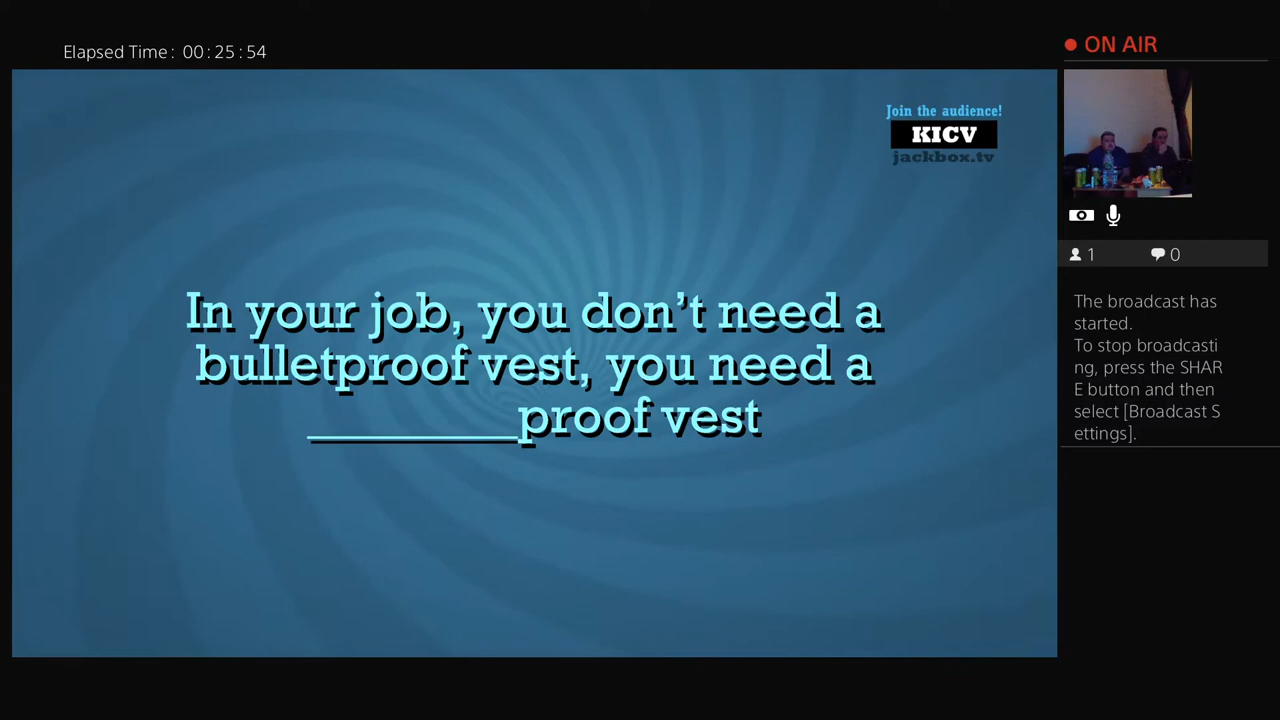 Elapsed Time: 00:25:54
ON AIR
Join the audience!
KICV
jackbox.tv
In your job, you don't need a
bulletproof vest, you need a
_________proof vest
1
0
The broadcast has
started.
To stop broadcasti
ng, press the SHAR
E button and then
select [Broadcast S
ettings].